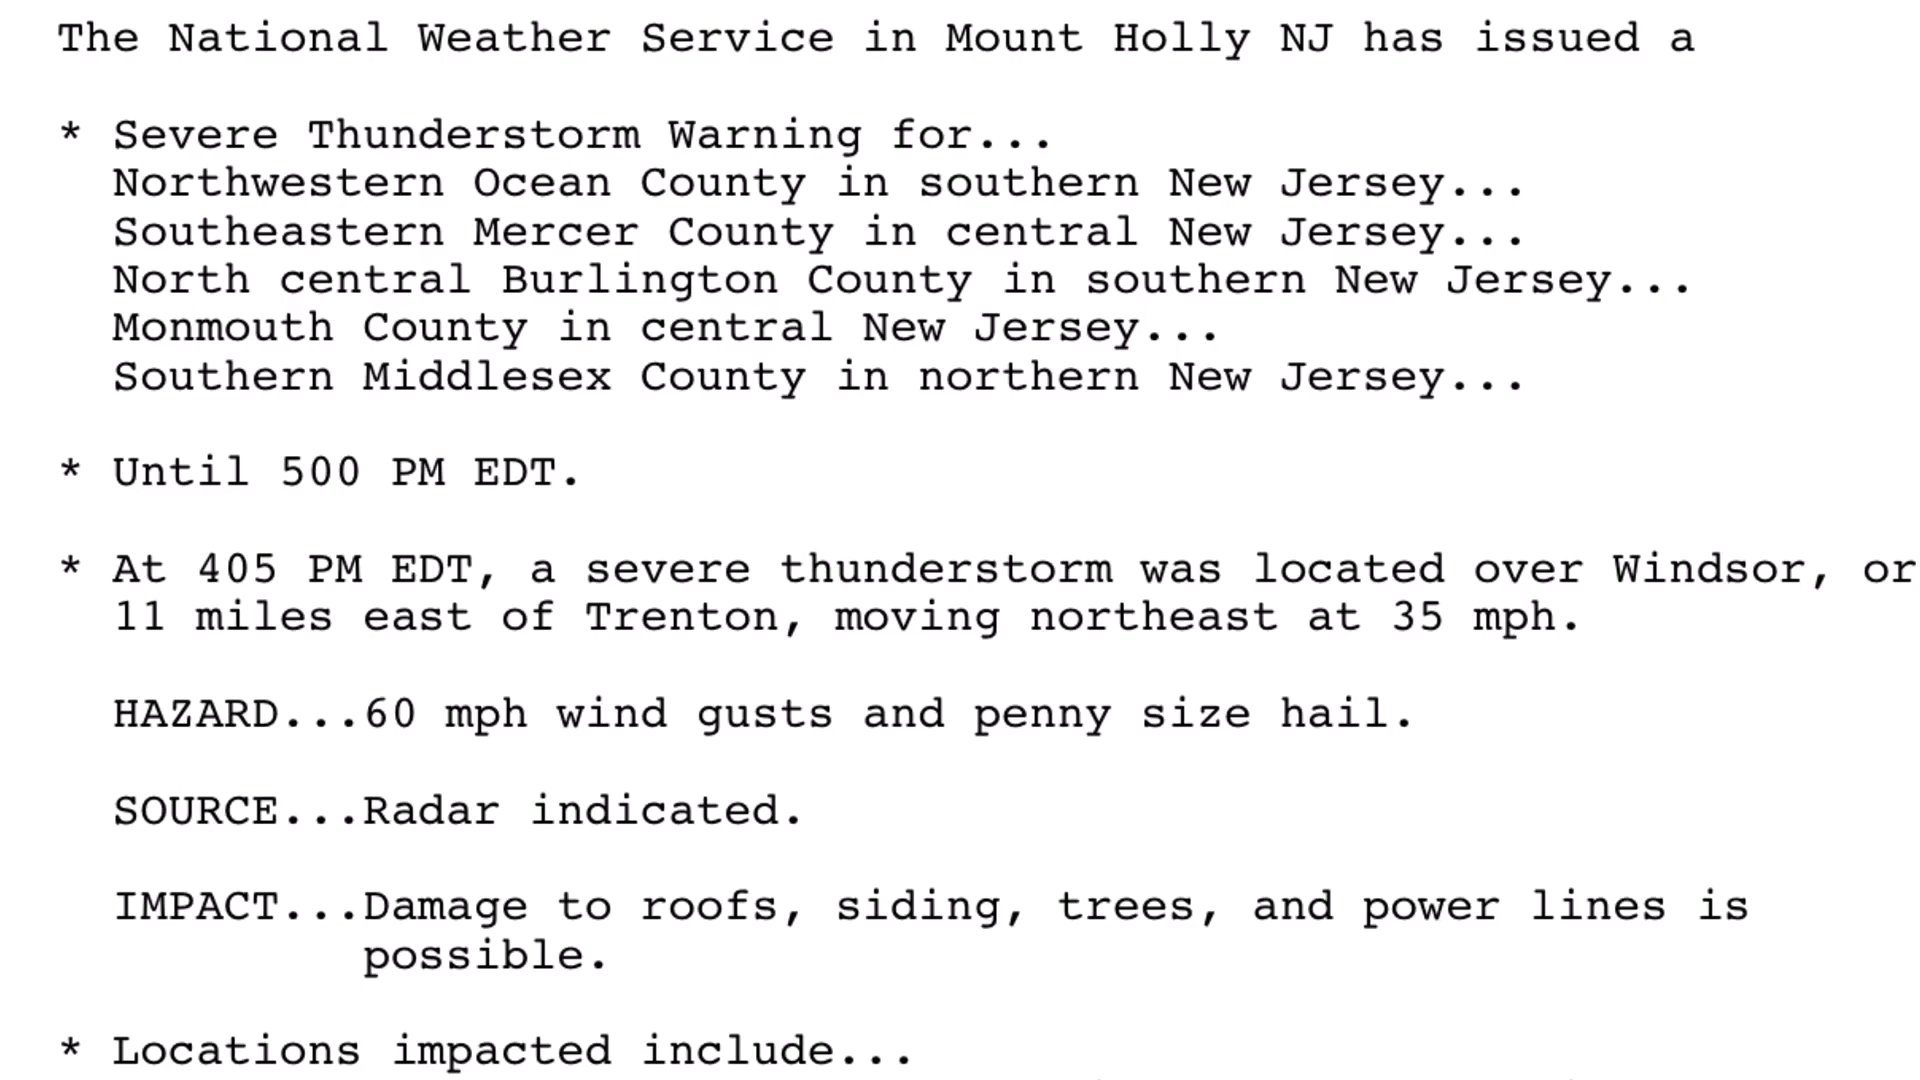 The National Weather Service in Mount Holly NJ has issued a
* Severe Thunderstorm Warning for...
Northwestern Ocean County in southern New Jersey...
Southeastern Mercer County in central New Jersey...
North central Burlington County in southern New Jersey...
Monmouth County in central New Jersey...
Southern Middlesex County in northern New Jersey...
* Until 500 PM EDT.
* At 405 PM EDT, a severe thunderstorm was located over Windsor, or
11 miles east of Trenton, moving northeast at 35 mph.
HAZARD...60 mph wind gusts and penny size hail.
SOURCE...Radar indicated.
IMPACT...Damage to roofs, siding, trees, and power lines is
possible.
* Locations impacted include...